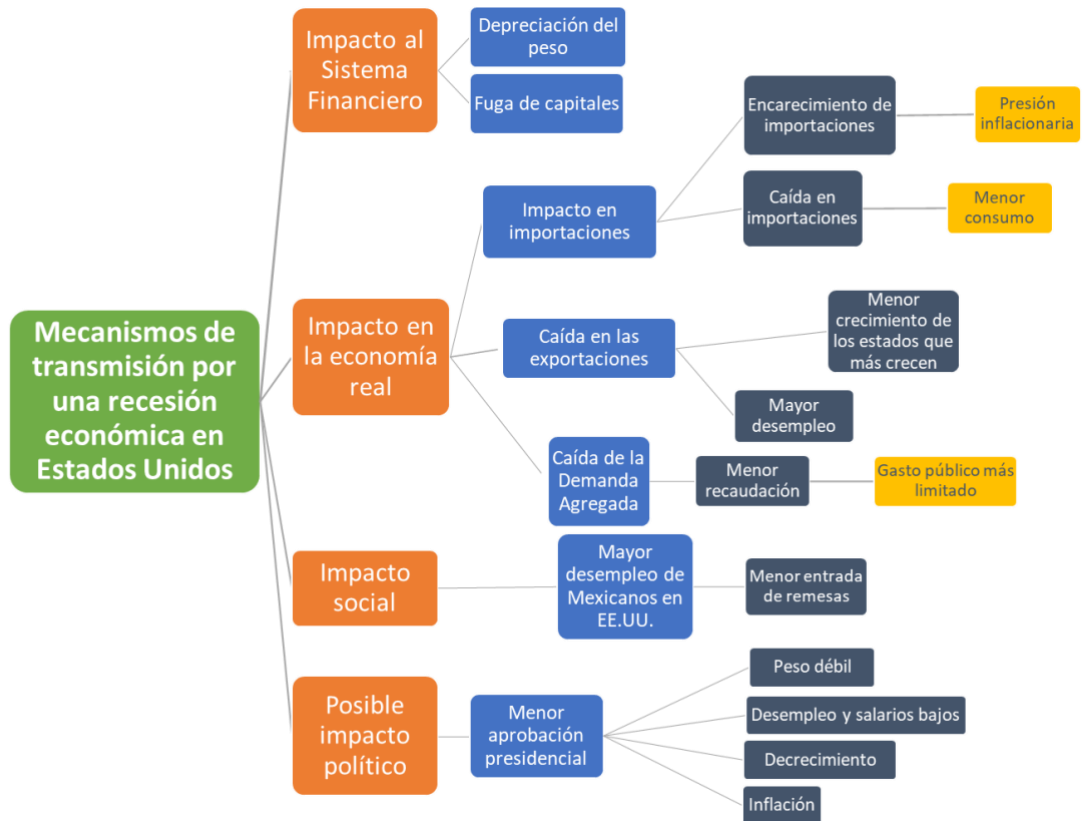 Mecanismos de
transmisión por
una recesión
económica en
Estados Unidos
Impacto al
Sistema
Financiero
Depreciación del
peso
Fuga de capitales
Impacto en
la economía
real
Impacto en
importaciones
Encarecimiento de
importaciones
Presión
inflacionaria
Caída en
importaciones
Menor
consumo
Caída en las
exportaciones
Menor
crecimiento de
los estados que
más crecen
Mayor
desempleo
Caída de la
Demanda
Agregada
Menor
recaudación
Gasto público más
limitado
Impacto
social
Mayor
desempleo de
Mexicanos en
EE.UU.
Menor entrada
de remesas
Posible
impacto
político
Menor
aprobación
presidencial
Peso débil
Desempleo y salarios bajos
Decrecimiento
Inflación